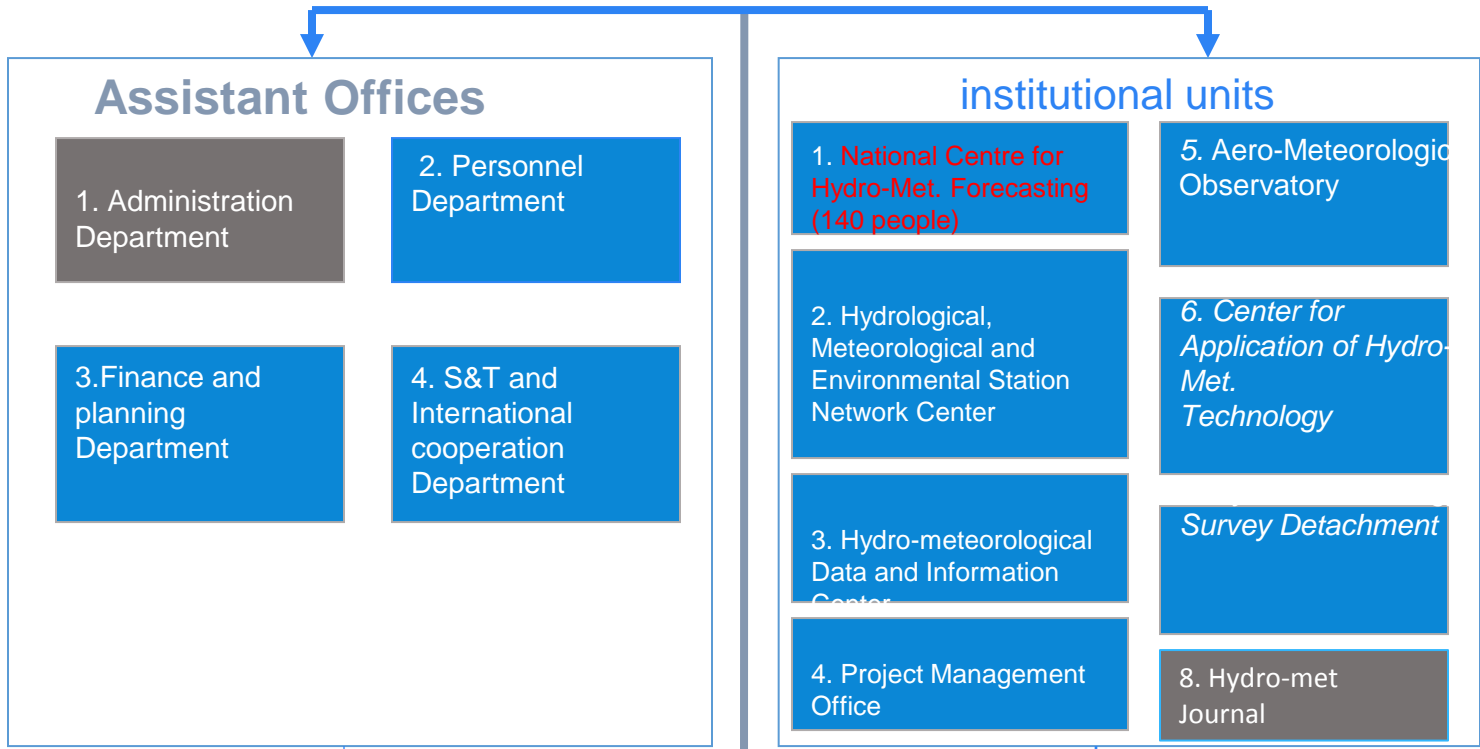 Assistant Offices
1. Administration
Department
2. Personnel
Department
3.Finance and
planning
Department
4. S&T and
International
cooperation
Department
institutional units
1. National Centre for
Hydro-Met. Forecasting
(140 people)
2. Hydrological,
Meteorological and
Environmental Station
Network Center
3. Hydro-meteorological
Data and Information
Center
4. Project Management
Office
5. Aero-Meteorologic
Observatory
6. Center for
Application of Hydro-
Met.
Technology
Survey Detachment
8. Hydro-met
Journal